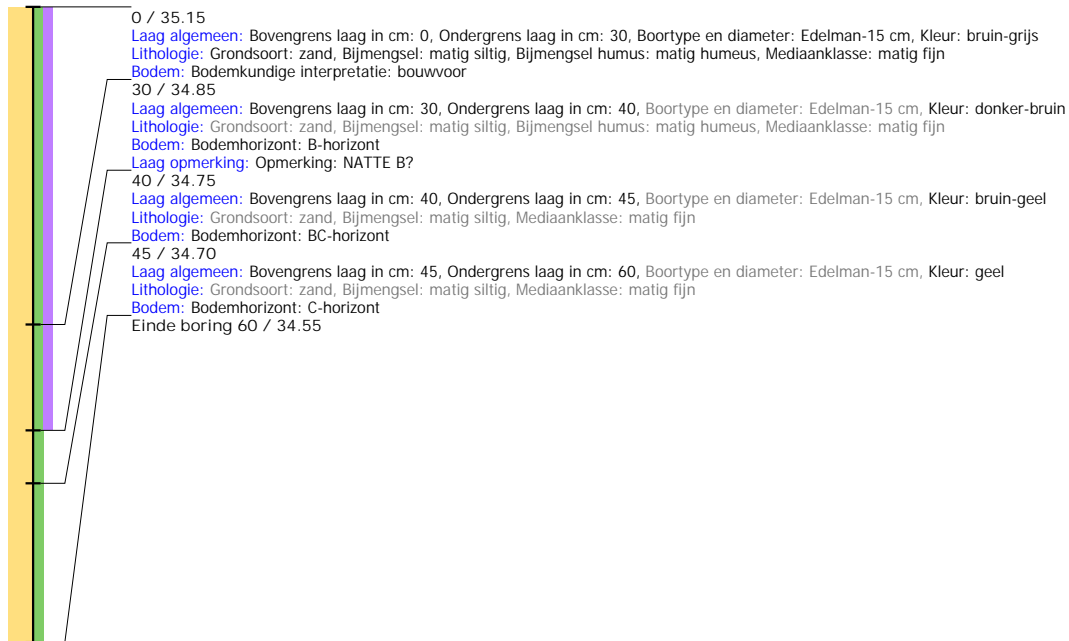 0 / 35.15
Laag algemeen: Bovengrens laag in cm: 0, Ondergrens laag in cm: 30, Boortype en diameter: Edelman-15 cm, Kleur: bruin-grijs
Lithologie: Grondsoort: zand, Bijmengsel: matig siltig, Bijmengsel humus: matig humeus, Mediaanklasse: matig fijn
Bodem: Bodemkundige interpretatie: bouwvoor
30 / 34.85
Laag algemeen: Bovengrens laag in cm: 30, Ondergrens laag in cm: 40, Boortype en diameter: Edelman-15 cm, Kleur: donker-bruin
Lithologie: Grondsoort: zand, Bijmengsel: matig siltig, Bijmengsel humus: matig humeus, Mediaanklasse: matig fijn
Bodem: Bodemhorizont: B-horizont
Laag opmerking: Opmerking: NATTE B?
40 / 34.75
Laag algemeen: Bovengrens laag in cm: 40, Ondergrens laag in cm: 45, Boortype en diameter: Edelman-15 cm, Kleur: bruin-geel
Lithologie: Grondsoort: zand, Bijmengsel: matig siltig, Mediaanklasse: matig fijn
Bodem: Bodemhorizont: BC-horizont
45 / 34.70
Laag algemeen: Bovengrens laag in cm: 45, Ondergrens laag in cm: 60, Boortype en diameter: Edelman-15 cm, Kleur: geel
Lithologie: Grondsoort: zand, Bijmengsel: matig siltig, Mediaanklasse: matig fijn
Bodem: Bodemhorizont: C-horizont
Einde boring 60 / 34.55